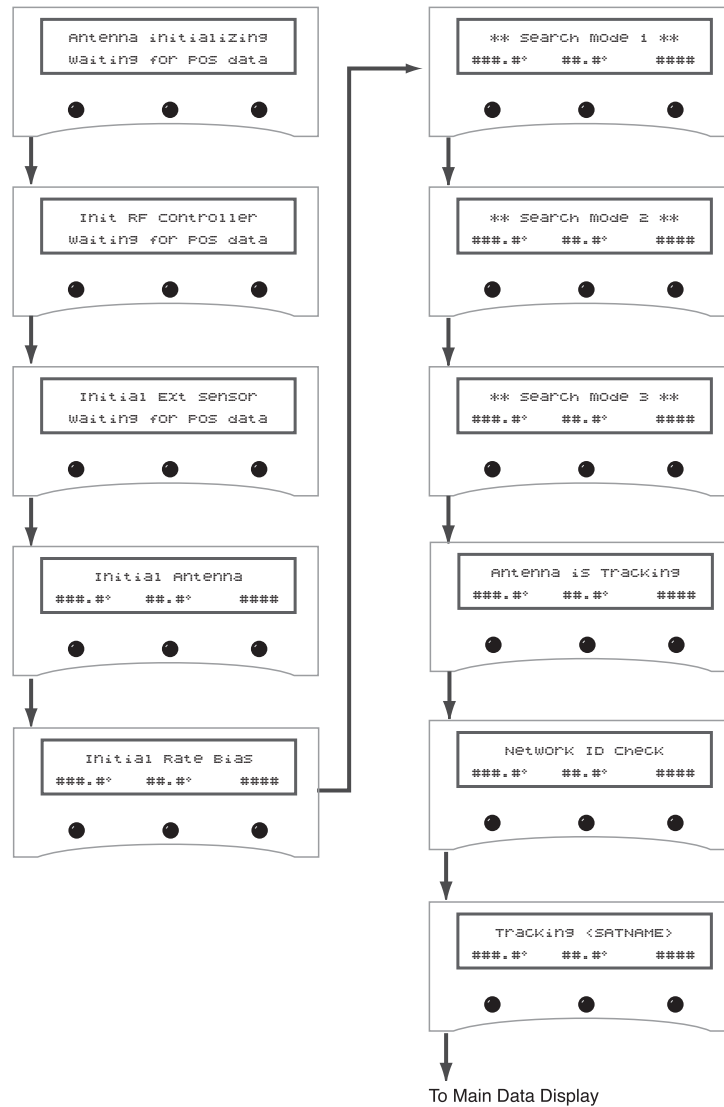 Antenna initializing
Waiting for POS data
Init RF Controller
Waiting for POS data
Initial Ext Sensor
Waiting for POS data
Initial Antenna
###.#° ##.#° ####
Initial Rate Bias
###.#° ##.#° ####
** Search mode 1 **
###.#° ##.#° ####
** Search mode 2 **
###.#° ##.#° ####
** Search mode 3 **
###.#° ##.#° ####
Antenna is Tracking
###.#° ##.#° ####
Network ID Check
###.#° ##.#° ####
Tracking <SATNAME>
###.#° ##.#° ####
To Main Data Display